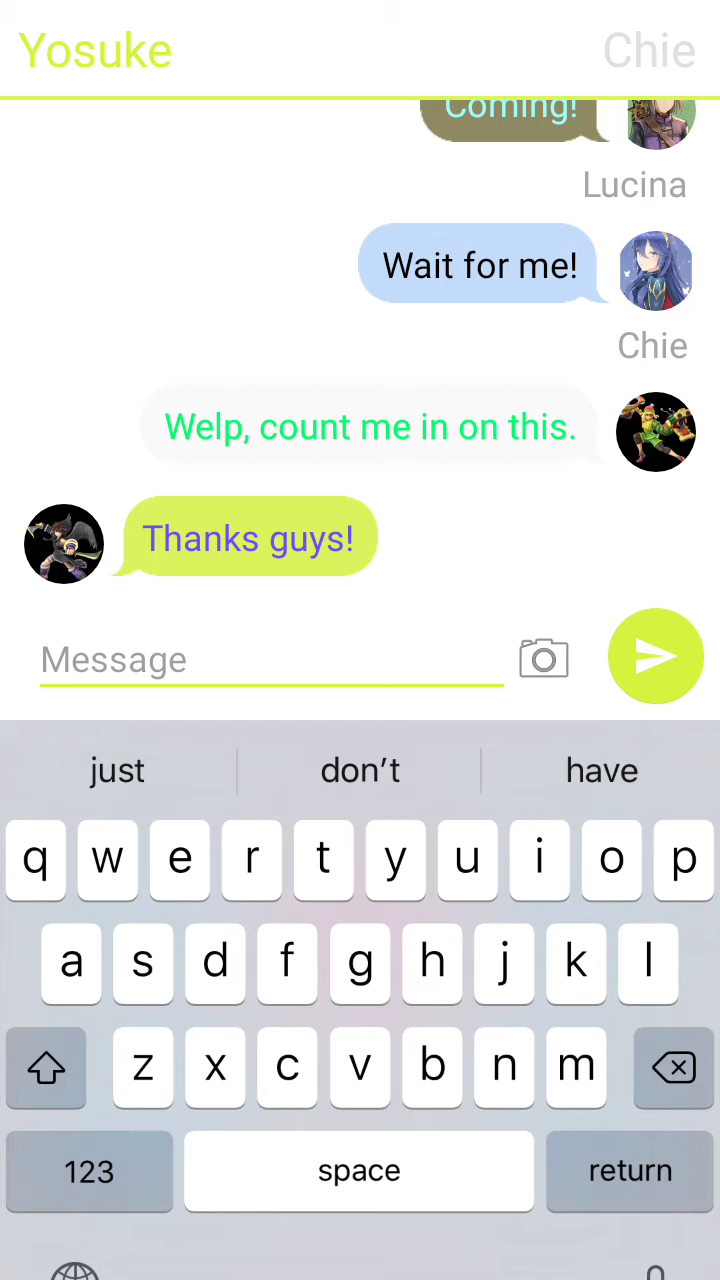 Yosuke Chie
Coming!
Lucina
Wait for me!
Chie
Welp, count me in on this.
Thanks guys!
Message
just don’t have
q w e r t y u i o p
a s d f g h j k l
z x c v b n m
123 space return